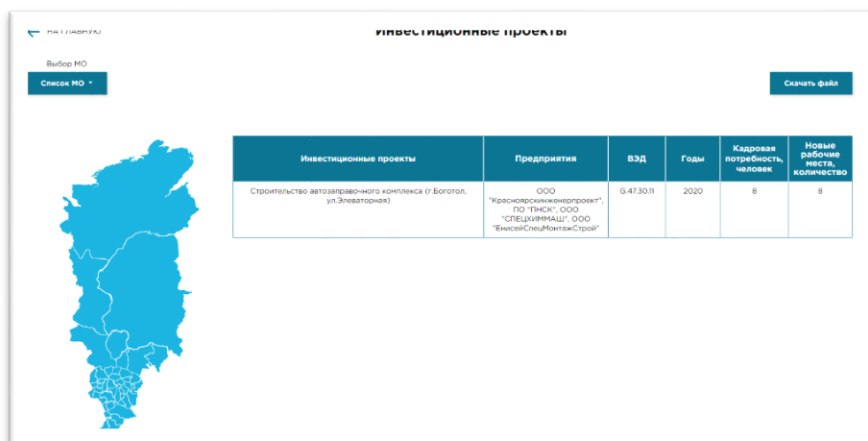 НА ГЛАВНУЮ
Инвестиционные проекты
Выбор МО
Список МО
Скачать файл
Инвестиционные проекты
Предприятия
ВЭД
Годы
Кадровая
потребность,
человек
Новые
рабочие
места,
количество
Строительство автозаправочного комплекса (г.Боготол,
ул.Элеваторная)
ООО
"Красноярскинженерпроект",
ПО "ПНСК", ООО
"СПЕЦХИММАШ", ООО
"ЕнисейСпецМонтажСтрой"
G.47.30.11
2020
8
8